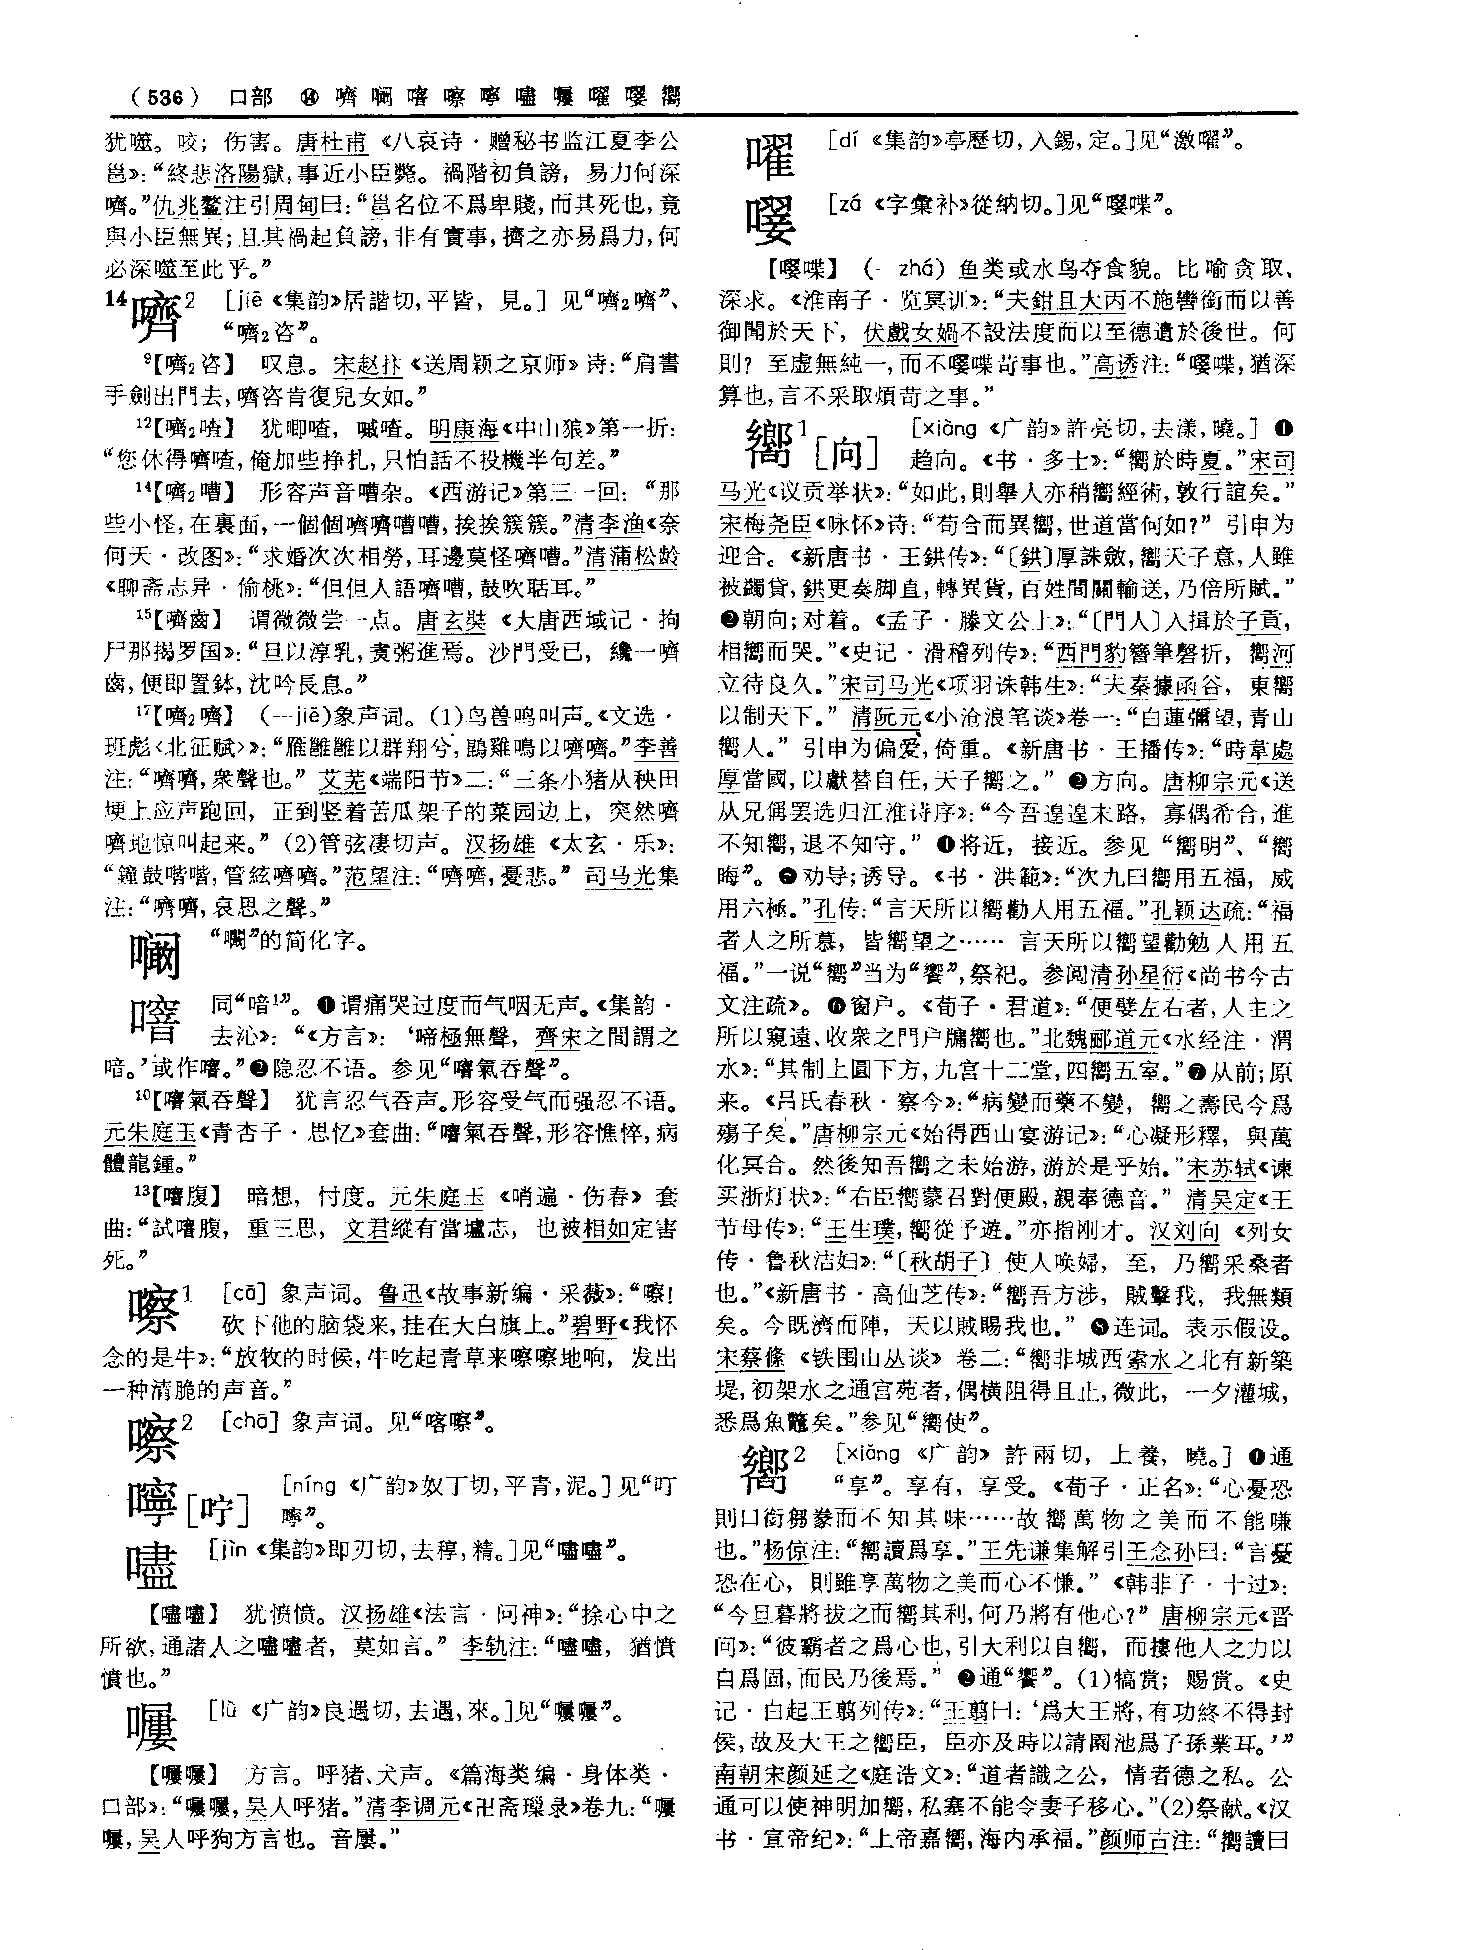 (536) 口部 ⑭ 嚌 𫫇 噾 嚓 嚀 嚍 𡂡 嚁 嚶 嚮
犹噬。咬;伤害。唐杜甫《八哀诗·赠秘书监江夏李公
邕》:“終悲洛陽獄,事近小臣斃。禍階初負謗,易力何深
嚌。”仇兆鳌注引周甸曰:“邕名位不爲卑賤,而其死也,竟
與小臣無異;且其禍起負謗,非有實事,擠之亦易爲力,何
必深噬至此乎。”
14嚌2 [jiē《集韵》居諧切,平皆,見。]见“嚌2嚌”、
“嚌2咨”。
9【嚌2咨】 叹息。宋赵抃《送周颖之京师》诗:“肩書
手劍出門去,嚌咨肯復兒女如。”
12【嚌2喳】 犹唧喳,喊喳。明康海《中山狼》第一折:
“您休得嚌喳,俺加些挣扎,只怕話不投機半句差。”
14【嚌2嘈】 形容声音嘈杂。《西游记》第三一回:“那
些小怪,在裏面,一個個嚌嚌嘈嘈,挨挨簇簇。”清李渔《奈
何天·改图》:“求婚次次相勞,耳邊莫怪嚌嘈。”清蒲松龄
《聊斋志异·偷桃》:“但但人語嚌嘈,鼓吹聒耳。”
15【嚌齒】 谓微微尝一点。唐玄奘《大唐西域记·拘
尸那揭罗国》:“旦以淳乳,煑粥進焉。沙門受已,纔一嚌
齒,便即置鉢,沈吟長息。”
17【嚌2嚌】 (—jiē)象声词。(1)鸟兽鸣叫声。《文选·
班彪〈北征赋〉》:“雁雝雝以群翔兮,鵾雞鳴以嚌嚌。”李善
注:“嚌嚌,衆聲也。”艾芜《端阳节》二:“三条小猪从秧田
埂上应声跑回,正到竖着苦瓜架子的菜园边上,突然嚌
嚌地惊叫起来。”(2)管弦凄切声。汉扬雄《太玄·乐》:
“鐘鼓喈喈,管絃嚌嚌。”范望注:“嚌嚌,憂悲。”司马光集
注:“嚌嚌,哀思之聲。”
“嚂”的简化字。
同“喑1”。❶谓痛哭过度而气咽无声。《集韵·
去沁》:“《方言》:‘啼極無聲,齊宋之間謂之
喑。’或作噾。”❷隐忍不语。参见“噾氣吞聲”。
10【噾氣吞聲】 犹言忍气吞声。形容受气而强忍不语。
元朱庭玉《青杏子·思忆》套曲:“噾氣吞聲,形容憔悴,病
體龍鍾。”
13【噾腹】 暗想,忖度。元朱庭玉《哨遍·伤春》套
曲:“試噾腹,重三思,文君縱有當壚志,也被相如定害
死。”
嚓1 [cā]象声词。鲁迅《故事新编·采薇》:“嚓!
砍下他的脑袋来,挂在大白旗上。”碧野《我怀
念的是牛》:“放牧的时候,牛吃起青草来嚓嚓地响,发出
一种清脆的声音。”
嚓2 [chā]象声词。见“喀嚓”。
嚀[咛] [níng《广韵》奴丁切,平青,泥。]见“叮
嚀”。
嚍 [jìn《集韵》即刃切,去稕,精。]见“嚍嚍”。
【嚍嚍】 犹愤愤。汉扬雄《法言·问神》:“捈心中之
所欲,通諸人之嚍嚍者,莫如言。”李轨注:“嚍嚍,猶憤
憤也。”
[lǜ《广韵》良遇切,去遇,來。]见“𡂡𡂡”。
【𡂡𡂡】 方言。呼猪、犬声。《篇海类编·身体类·
口部》:“𡂡𡂡,吴人呼猪。”清李调元《卍斋璅录》卷九:“𡂡
𡂡,吴人呼狗方言也。音屢。”
嚁 [dí《集韵》亭歷切,入錫,定。]见“激嚁”。
[zá《字彙补》從納切。]见“嚶喋”。
【嚶喋】 (- zhá)鱼类或水鸟夺食貌。比喻贪取、
深求。《淮南子·览冥训》:“夫鉗且大丙不施轡銜而以善
御聞於天下,伏戲女媧不設法度而以至德遺於後世。何
則?至虚無純一,而不嚶喋苛事也。”高诱注:“嚶喋,猶深
算也,言不采取煩苛之事。”
嚮1[向] [xiàng《广韵》許亮切,去漾,曉。]❶
趋向。《书·多士》:“嚮於時夏。”宋司
马光《议贡举状》:“如此,則舉人亦稍嚮經術,敦行誼矣。”
宋梅尧臣《咏怀》诗:“苟合而異嚮,世道當何如?”引申为
迎合。《新唐书·王鉷传》:“〔鉷〕厚誅斂,嚮天子意,人雖
被蠲貸,鉷更奏脚直,轉異貨,百姓間關輸送,乃倍所賦。”
❷朝向;对着。《孟子·滕文公上》:“〔門人〕入揖於子貢,
相嚮而哭。”《史记·滑稽列传》:“西門豹簪筆磬折,嚮河
立待良久。”宋司马光《项羽诛韩生》:“夫秦據函谷,東嚮
以制天下。”清阮元《小沧浪笔谈》卷一:“白蓮彌望,青山
嚮人。”引申为偏爱,倚重。《新唐书·王播传》:“時韋處
厚當國,以獻替自任,天子嚮之。”❸方向。唐柳宗元《送
从兄偁罢选归江淮诗序》:“今吾遑遑末路,寡偶希合,進
不知嚮,退不知守。”❹将近,接近。参见“嚮明”、“嚮
晦”。❺劝导;诱导。《书·洪範》:“次九曰嚮用五福,威
用六極。”孔传:“言天所以嚮勸人用五福。”孔颖达疏:“福
者人之所慕,皆嚮望之……言天所以嚮望勸勉人用五
福。”一说“嚮”当为“饗”,祭祀。参阅清孙星衍《尚书今古
文注疏》。❻窗户。《荀子·君道》:“便嬖左右者,人主之
所以窺遠、收衆之門户牖嚮也。”北魏郦道元《水经注·渭
水》:“其制上圓下方,九宫十二堂,四嚮五室。”❼从前;原
来。《吕氏春秋·察今》:“病變而藥不變,嚮之壽民今爲
殤子矣。”唐柳宗元《始得西山宴游记》:“心凝形釋,與萬
化冥合。然後知吾嚮之未始游,游於是乎始。”宋苏轼《谏
买浙灯状》:“右臣嚮蒙召對便殿,親奉德音。”清吴定《王
节母传》:“王生璞,嚮從予遊。”亦指刚才。汉刘向《列女
传·鲁秋洁妇》:“〔秋胡子〕使人唤婦,至,乃嚮采桑者
也。”《新唐书·高仙芝传》:“嚮吾方涉,賊擊我,我無類
矣。今既濟而陣,天以賊賜我也。”❽连词。表示假设。
宋蔡絛《铁围山丛谈》卷二:“嚮非城西索水之北有新築
堤,初架水之通宫苑者,偶横阻得且止,微此,一夕灌城,
悉爲魚鼈矣。”参见“嚮使”。
嚮2 [xiǎng《广韵》許兩切,上養,曉。]❶通
“享”。享有,享受。《荀子·正名》:“心憂恐
則口銜芻豢而不知其味……故嚮萬物之美而不能嗛
也。”杨倞注:“嚮讀爲享。”王先谦集解引王念孙曰:“言憂
恐在心,則雖享萬物之美而心不慊。”《韩非子·十过》:
“今旦暮將拔之而嚮其利,何乃將有他心?”唐柳宗元《晋
问》:“彼霸者之爲心也,引大利以自嚮,而摟他人之力以
自爲固,而民乃後焉。”❷通“饗”。(1)犒赏;赐赏。《史
记·白起王翦列传》:“王翦曰:‘爲大王將,有功終不得封
侯,故及大王之嚮臣,臣亦及時以請園池爲子孫業耳。’”
南朝宋颜延之《庭诰文》:“道者識之公,情者德之私。公
通可以使神明加嚮,私塞不能令妻子移心。”(2)祭献。《汉
书·宣帝纪》:“上帝嘉嚮,海内承福。”颜师古注:“嚮讀曰